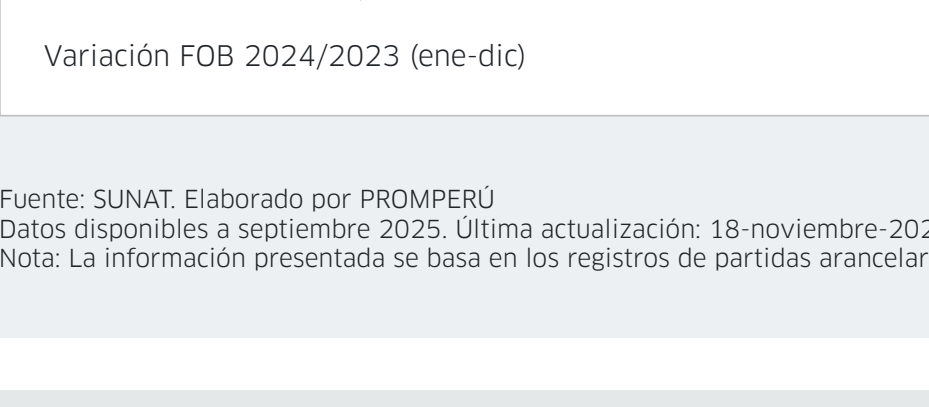 Variación FOB 2024/2023 (ene-dic)
Fuente: SUNAT. Elaborado por PROMPERÚ
Datos disponibles a septiembre 2025. Última actualización: 18-noviembre-202
Nota: La información presentada se basa en los registros de partidas arancelar